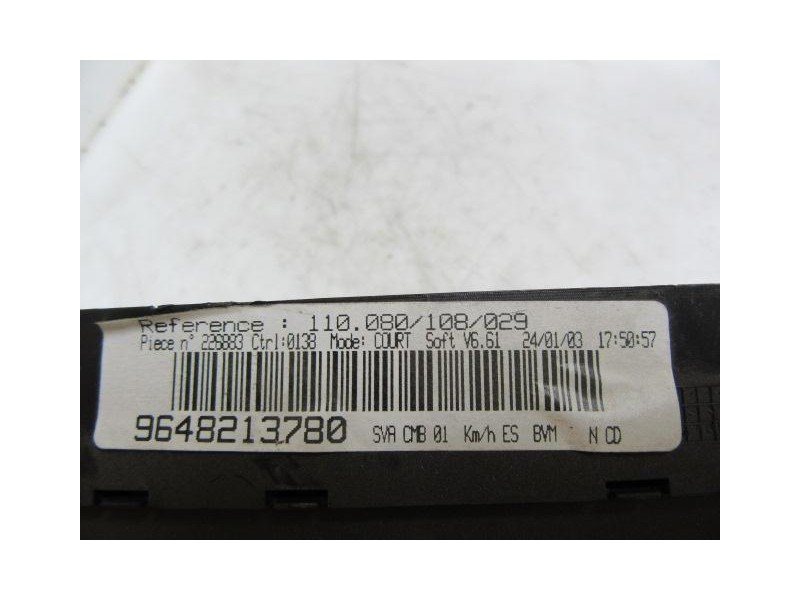 Reference : 110.080/108/029
Piece n° 226883 Ctrl:0138 Mode: COURT Soft V6.61 24/01/03 17:50:57
9648213780 SVA CMB 01 Km/h ES BVM N CD